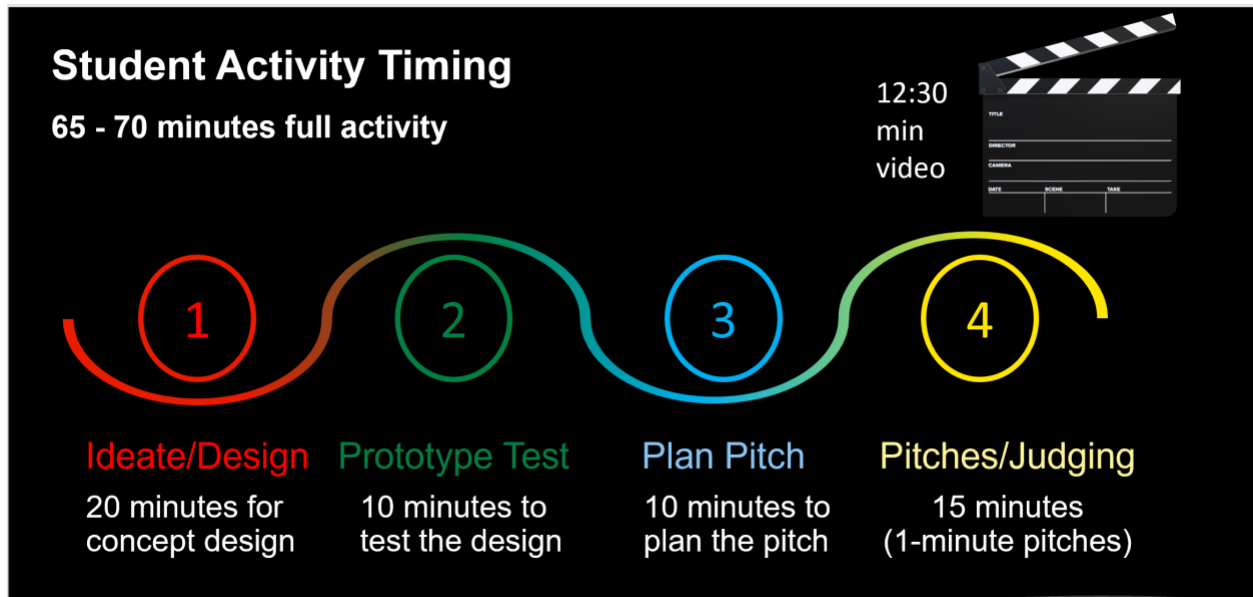 Student Activity Timing
65 - 70 minutes full activity
12:30
min
video
TITLE
DIRECTOR
CAMERA
DATE SCENE TAKE
1 2 3 4
Ideate/Design Prototype Test Plan Pitch Pitches/Judging
20 minutes for 10 minutes to 10 minutes to 15 minutes
concept design test the design plan the pitch (1-minute pitches)